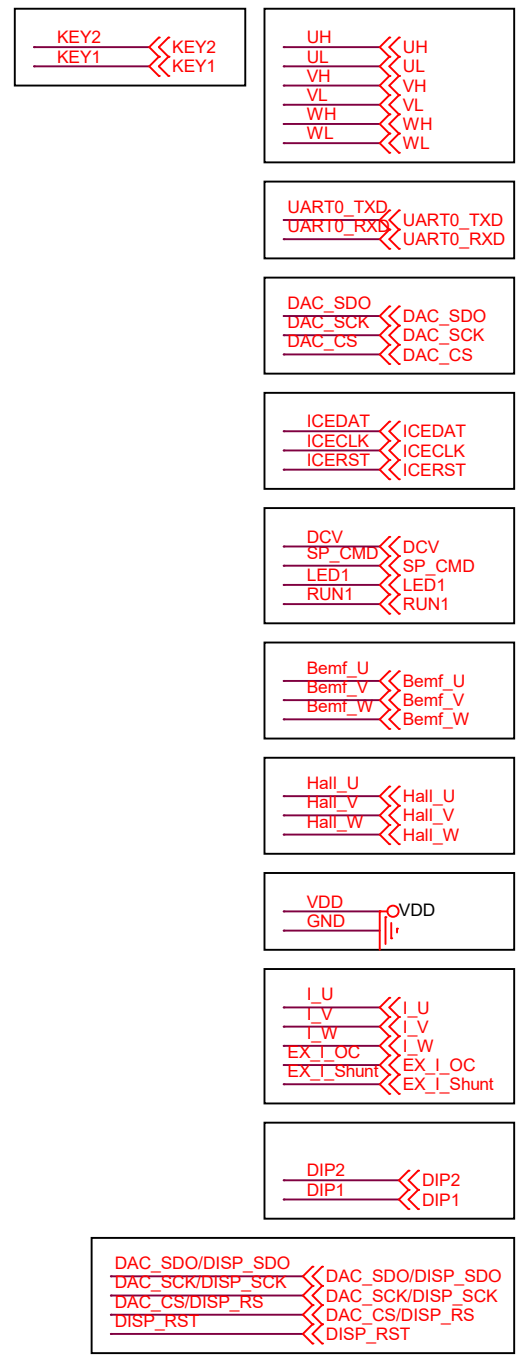 KEY2 KEY2
KEY1 KEY1
UH UH
UL UL
VH VH
VL VL
WH WH
WL WL
UART0_TXD UART0_TXD
UART0_RXD UART0_RXD
DAC_SDO DAC_SDO
DAC_SCK DAC_SCK
DAC_CS DAC_CS
ICEDAT ICEDAT
ICECLK ICECLK
ICERST ICERST
DCV DCV
SP_CMD SP_CMD
LED1 LED1
RUN1 RUN1
Bemf_U Bemf_U
Bemf_V Bemf_V
Bemf_W Bemf_W
Hall_U Hall_U
Hall_V Hall_V
Hall_W Hall_W
VDD VDD
GND
I_U I_U
I_V I_V
I_W I_W
EX_I_OC EX_I_OC
EX_I_Shunt EX_I_Shunt
DIP2 DIP2
DIP1 DIP1
DAC_SDO/DISP_SDO DAC_SDO/DISP_SDO
DAC_SCK/DISP_SCK DAC_SCK/DISP_SCK
DAC_CS/DISP_RS DAC_CS/DISP_RS
DISP_RST DISP_RST